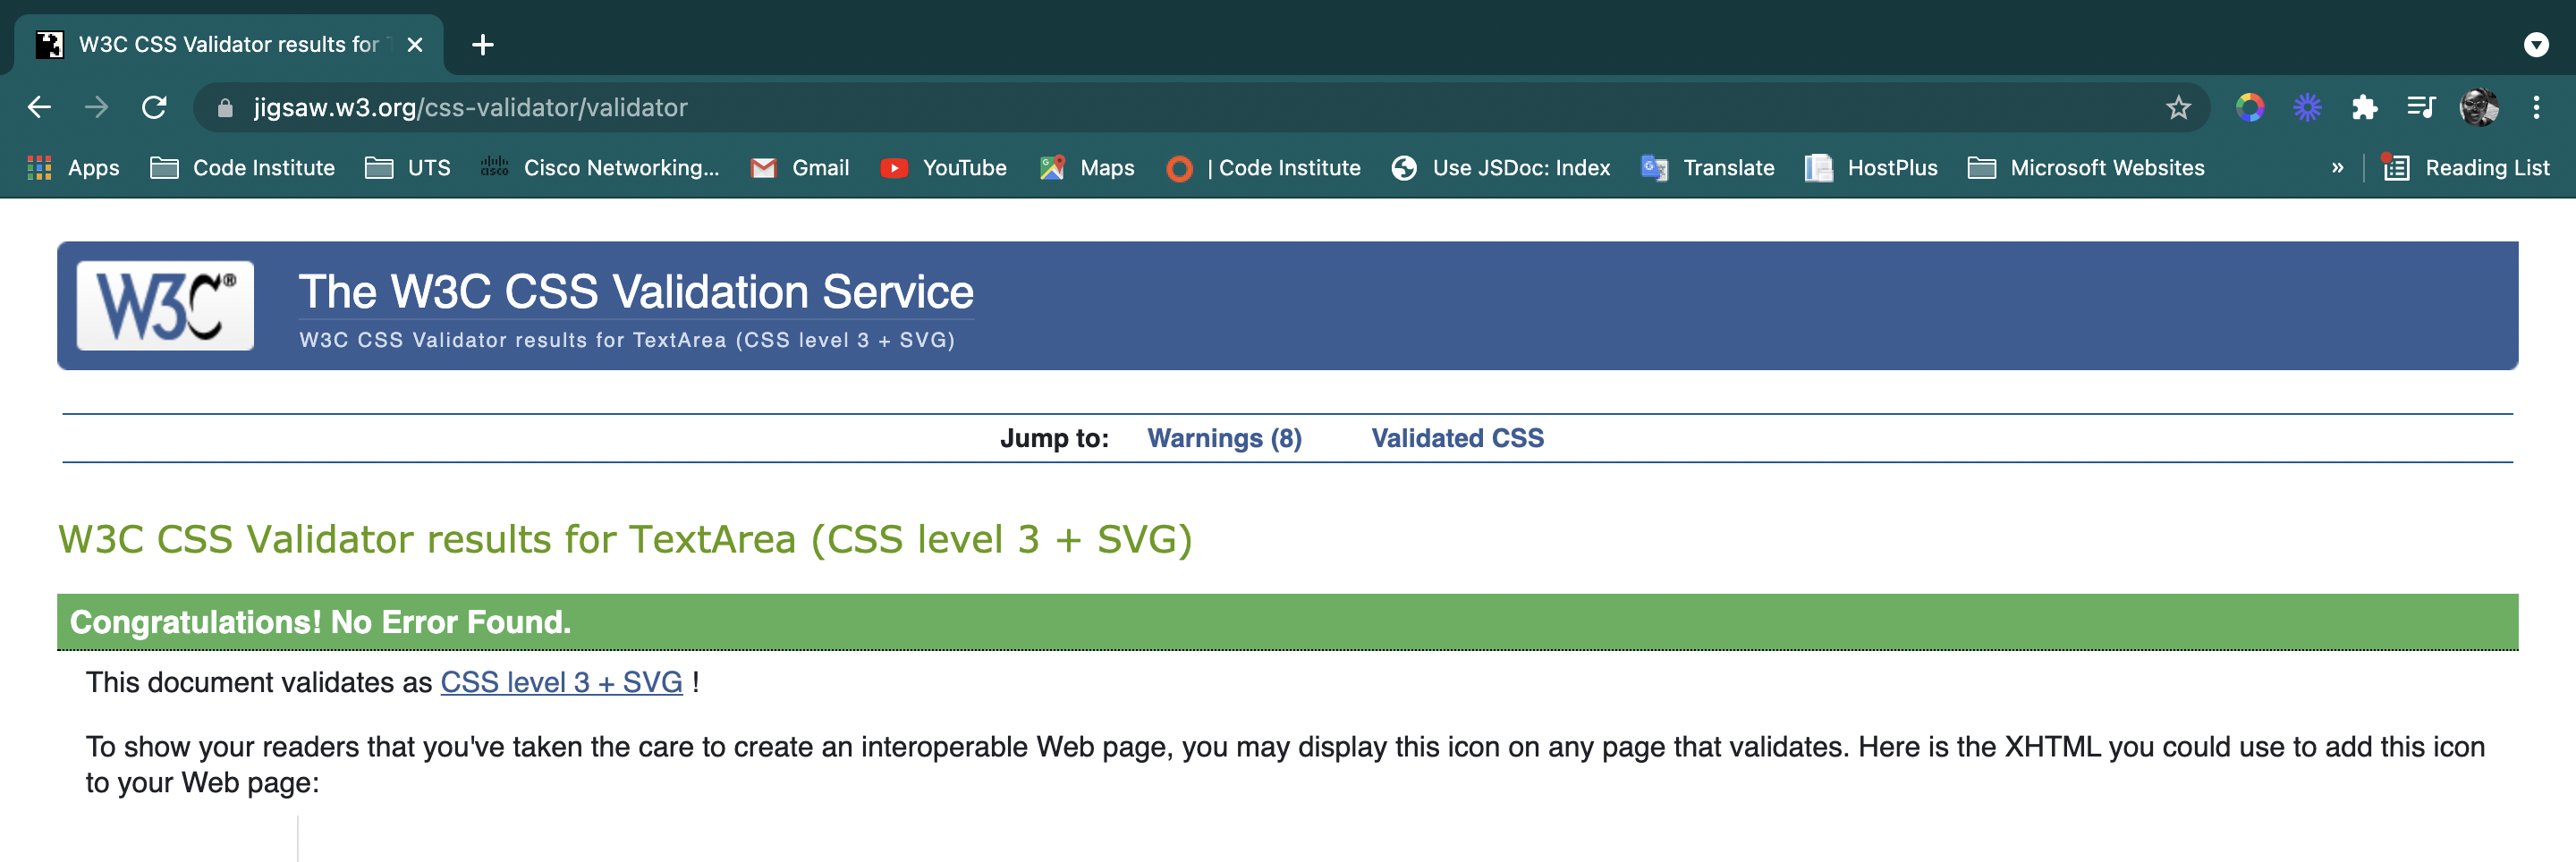 W3C CSS Validator results for
jigsaw.w3.org/css-validator/validator
Apps Code Institute UTS Cisco Networking... Gmail YouTube Maps | Code Institute Use JSDoc: Index Translate HostPlus Microsoft Websites » Reading List
W3C® The W3C CSS Validation Service
W3C CSS Validator results for TextArea (CSS level 3 + SVG)
Jump to: Warnings (8) Validated CSS
W3C CSS Validator results for TextArea (CSS level 3 + SVG)
Congratulations! No Error Found.
This document validates as CSS level 3 + SVG !
To show your readers that you've taken the care to create an interoperable Web page, you may display this icon on any page that validates. Here is the XHTML you could use to add this icon
to your Web page: